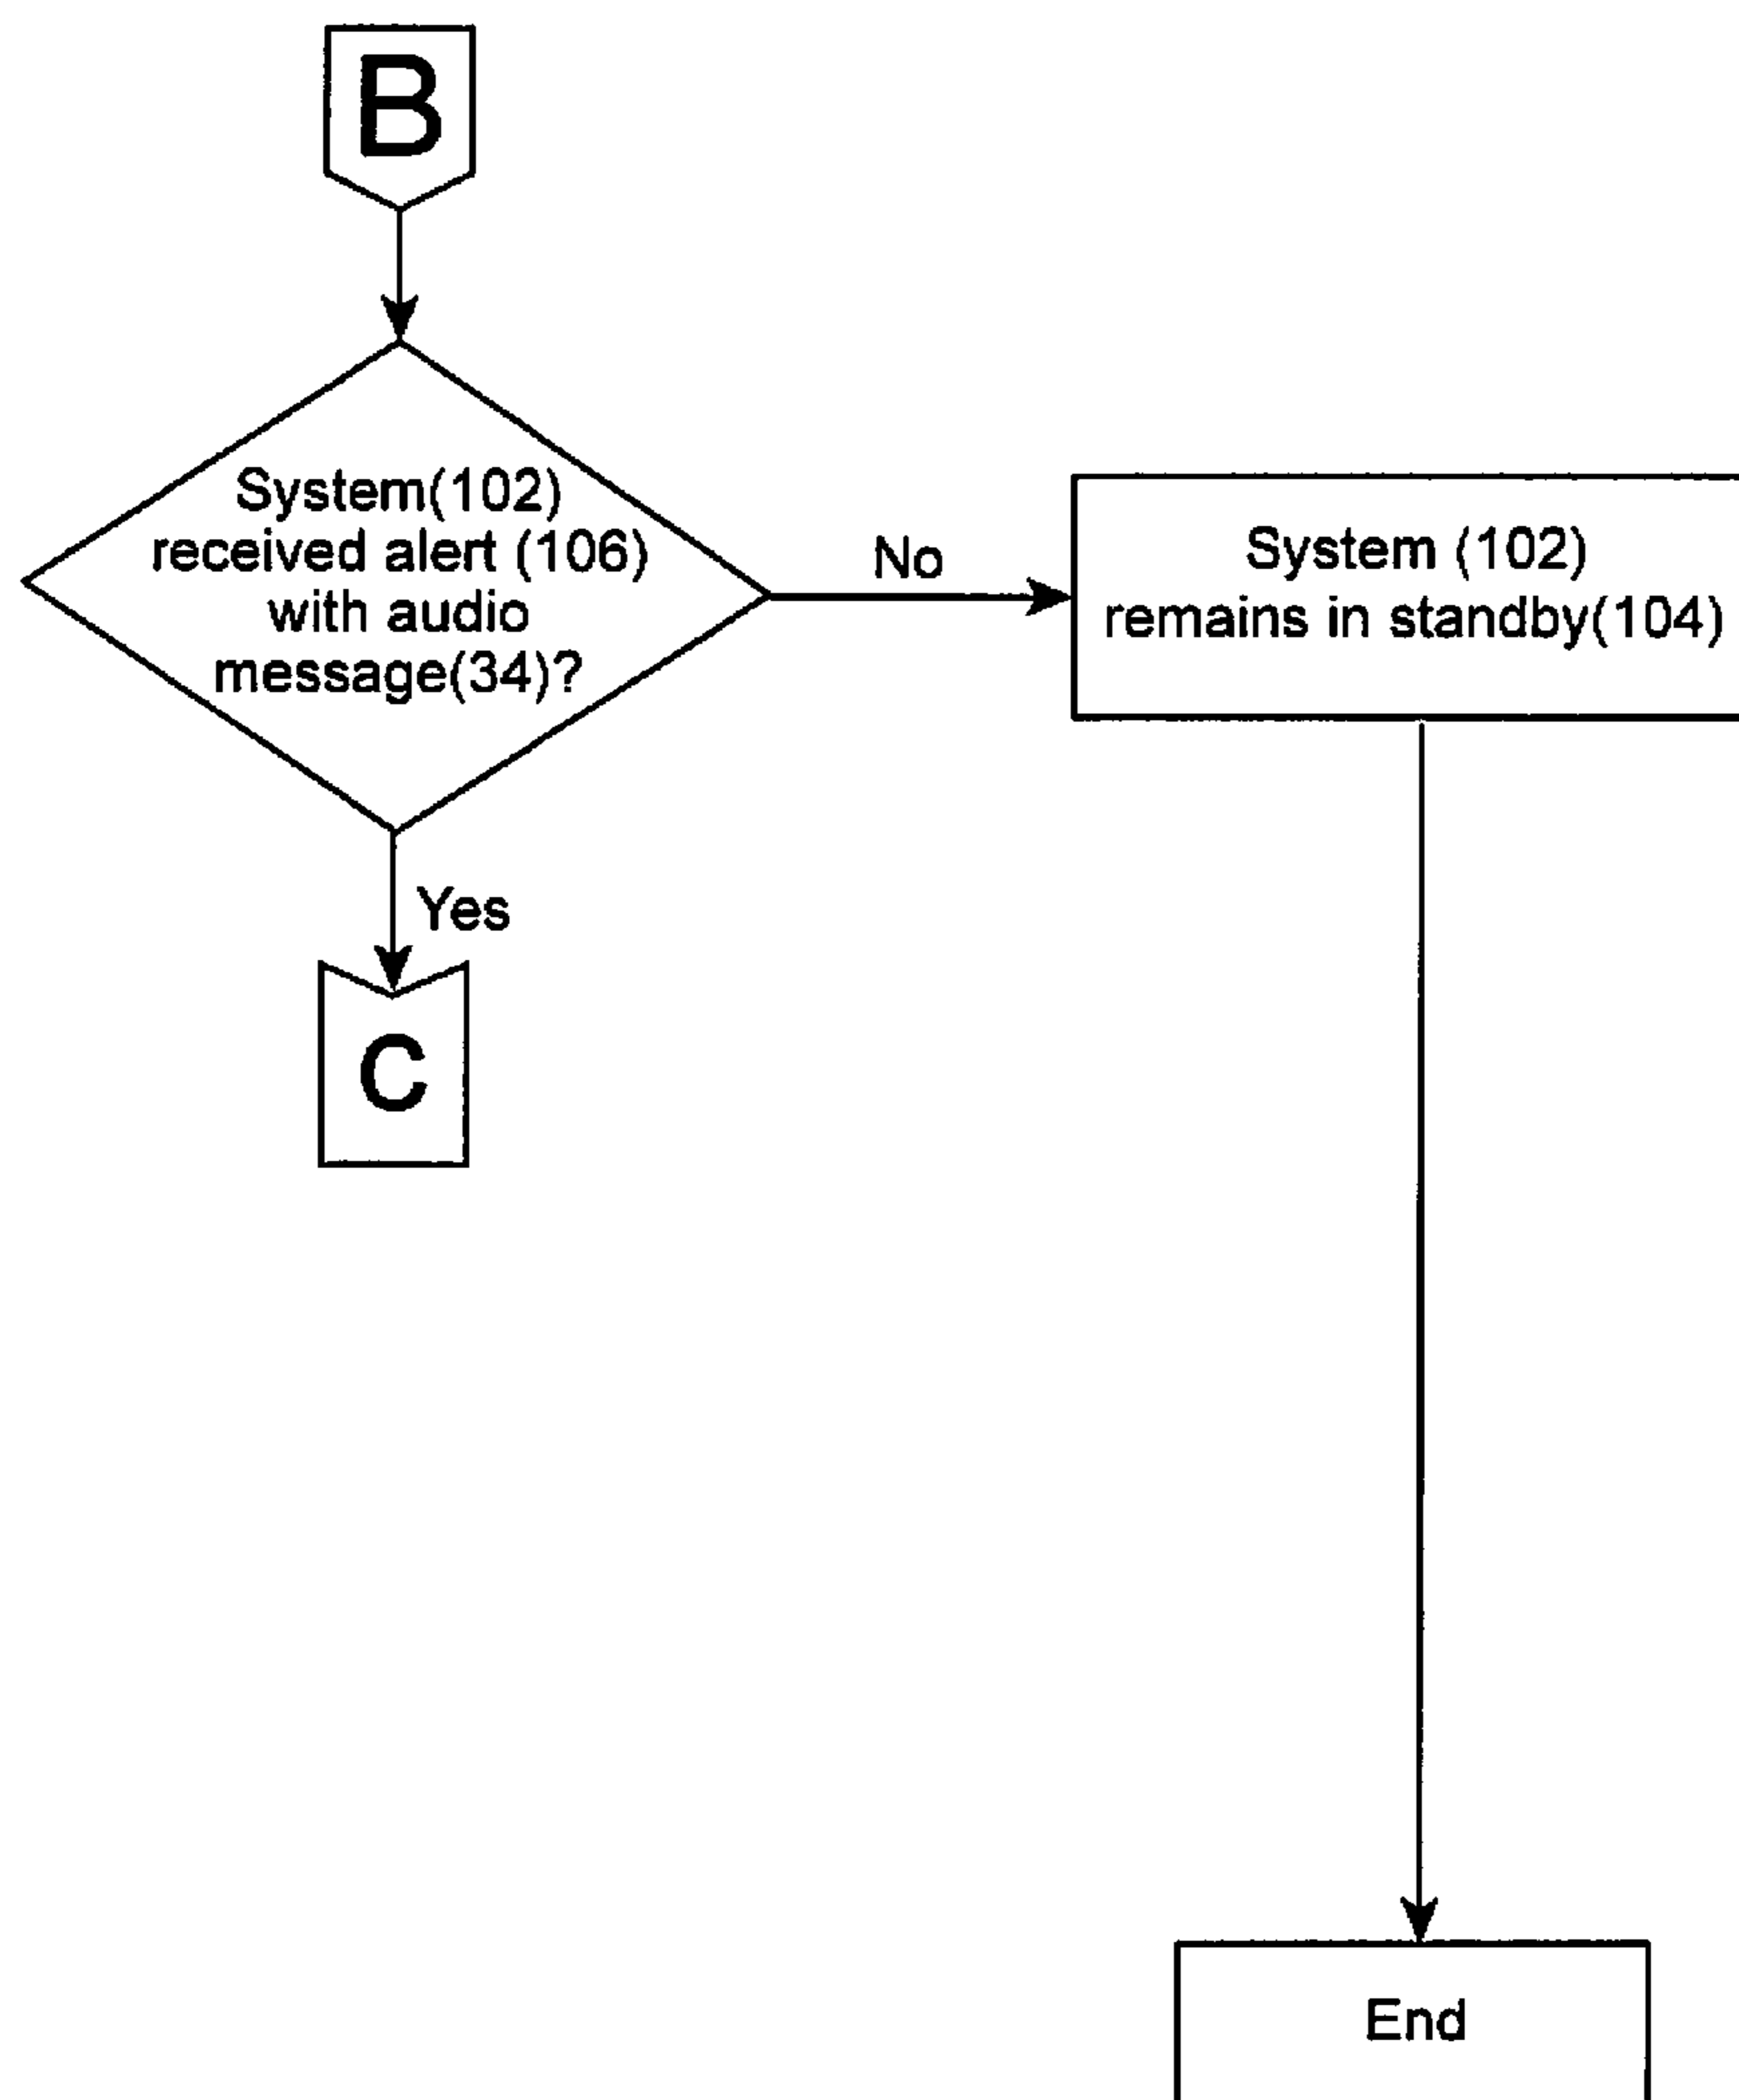 B
System(102)
received alert (106)
with audio
message(34)?
No
System (102)
remains in standby(104)
Yes
C
End